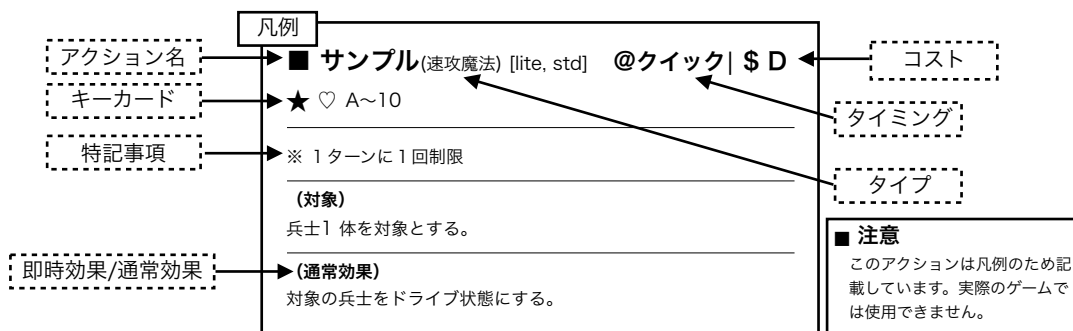 凡例
アクション名
■ サンプル(速攻魔法) [lite, std] @クイック| $ D
コスト
キーカード
★ ♡ A〜10
タイミング
特記事項
※ 1ターンに1回制限
タイプ
(対象)
兵士1 体を対象とする。
■ 注意
このアクションは凡例のため記
載しています。実際のゲームで
は使用できません。
即時効果/通常効果
(通常効果)
対象の兵士をドライブ状態にする。